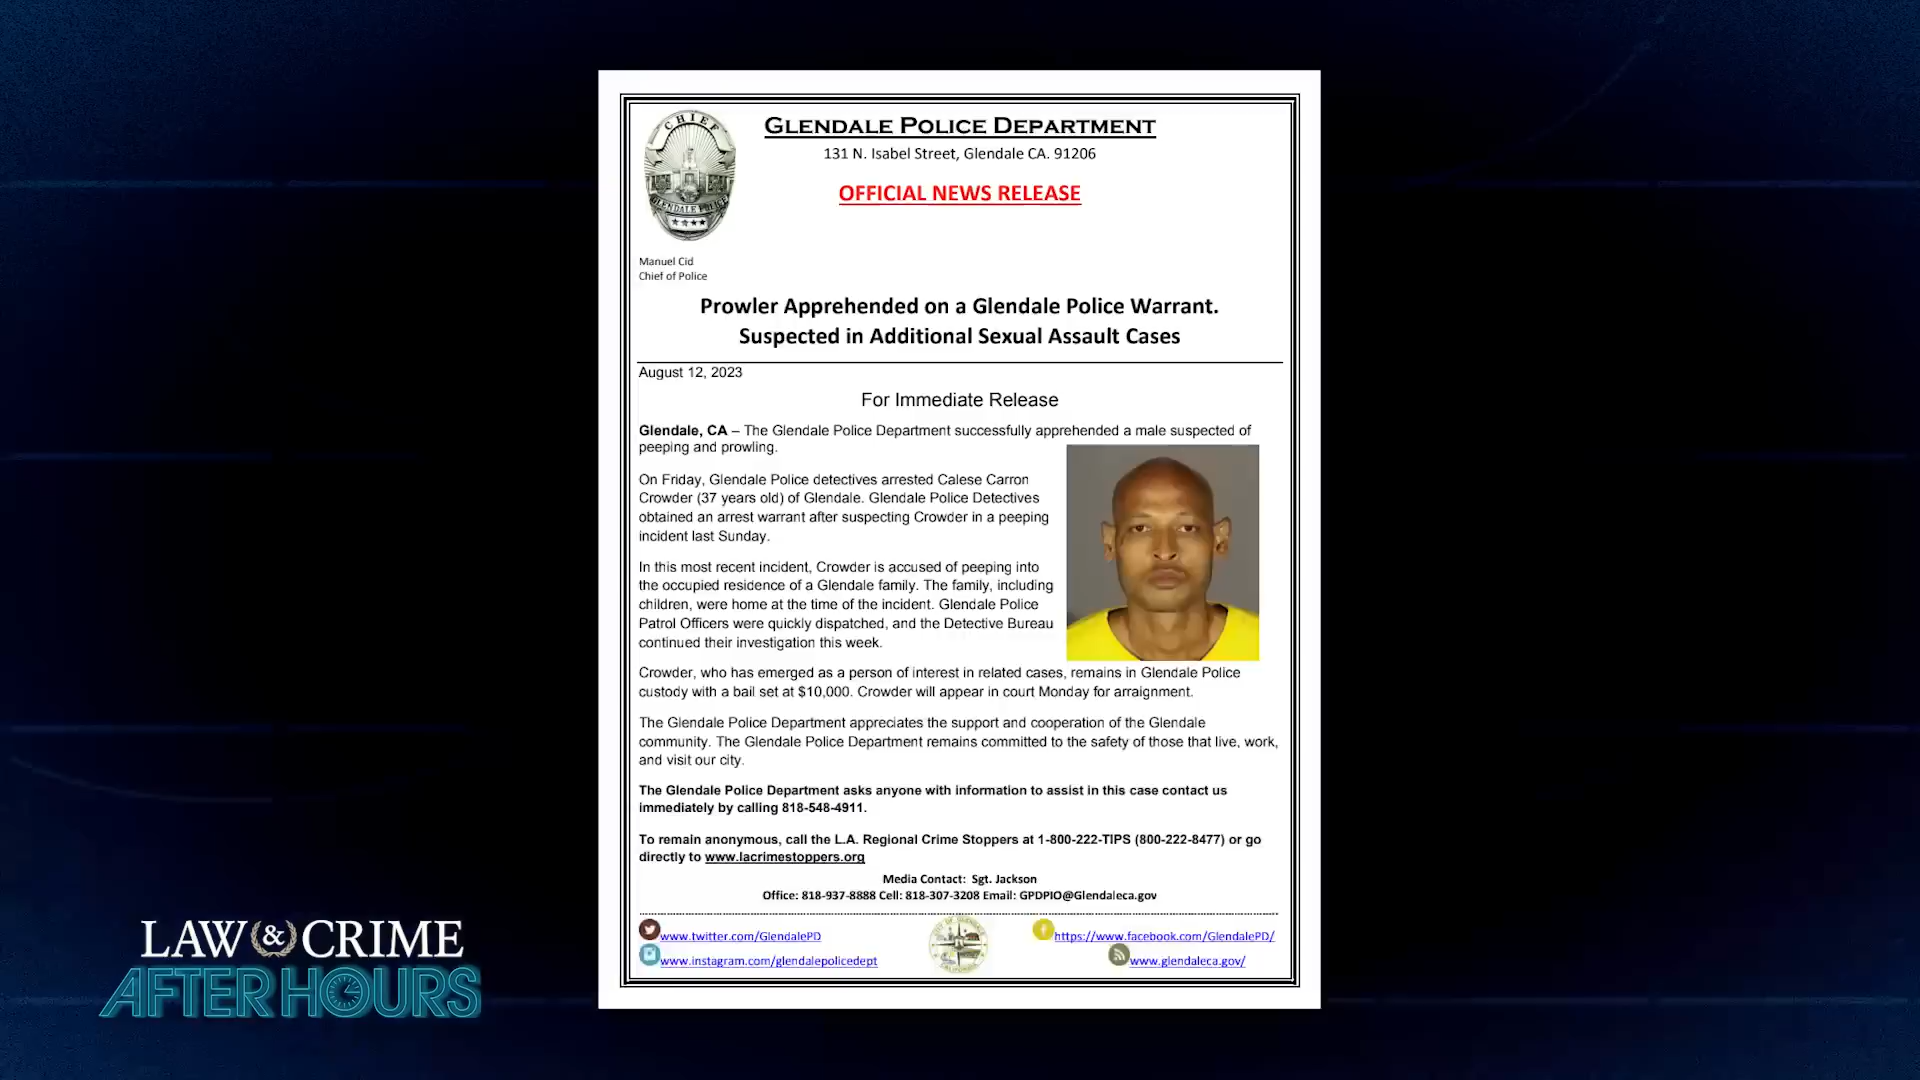 CHIEF
GLENDALE POLICE
GLENDALE POLICE DEPARTMENT
131 N. Isabel Street, Glendale CA. 91206
OFFICIAL NEWS RELEASE
Manuel Cid
Chief of Police
Prowler Apprehended on a Glendale Police Warrant.
Suspected in Additional Sexual Assault Cases
August 12, 2023
For Immediate Release
Glendale, CA – The Glendale Police Department successfully apprehended a male suspected of
peeping and prowling.
On Friday, Glendale Police detectives arrested Calese Carron
Crowder (37 years old) of Glendale. Glendale Police Detectives
obtained an arrest warrant after suspecting Crowder in a peeping
incident last Sunday.
In this most recent incident, Crowder is accused of peeping into
the occupied residence of a Glendale family. The family, including
children, were home at the time of the incident. Glendale Police
Patrol Officers were quickly dispatched, and the Detective Bureau
continued their investigation this week.
Crowder, who has emerged as a person of interest in related cases, remains in Glendale Police
custody with a bail set at $10,000. Crowder will appear in court Monday for arraignment.
The Glendale Police Department appreciates the support and cooperation of the Glendale
community. The Glendale Police Department remains committed to the safety of those that live, work,
and visit our city.
The Glendale Police Department asks anyone with information to assist in this case contact us
immediately by calling 818-548-4911.
To remain anonymous, call the L.A. Regional Crime Stoppers at 1-800-222-TIPS (800-222-8477) or go
directly to www.lacrimestoppers.org
Media Contact: Sgt. Jackson
Office: 818-937-8888 Cell: 818-307-3208 Email: GPDPIO@Glendaleca.gov
www.twitter.com/GlendalePD
https://www.facebook.com/GlendalePD/
www.instagram.com/glendalepolicedept
www.glendaleca.gov/
LAW & CRIME
AFTER HOURS